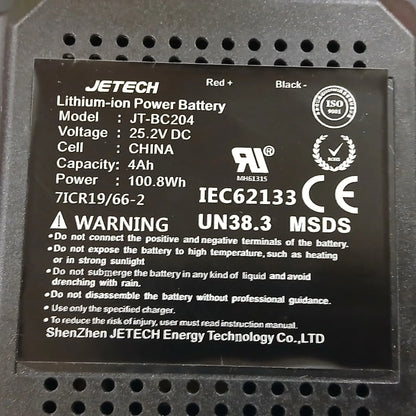 JETECH Red + Black -
Lithium-ion Power Battery
Model : JT-BC204
Voltage : 25.2V DC
Cell : CHINA
Capacity: 4Ah
Power : 100.8Wh
7ICR19/66-2
ISO
9001
ROHS
RU
MH61315
IEC62133 CE
UN38.3 MSDS
WARNING
•Do not connect the positive and negative terminals of the battery.
•Do not expose the battery to high temperature, such as heating
or in strong sunlight
•Do not submerge the battery in any kind of liquid and avoid
drenching with rain.
•Do not disassemble the battery without professional guidance.
•Use only the specified charger.
•To reduce the risk of injury, user must read instruction manual.
ShenZhen JETECH Energy Technology Co.,LTD